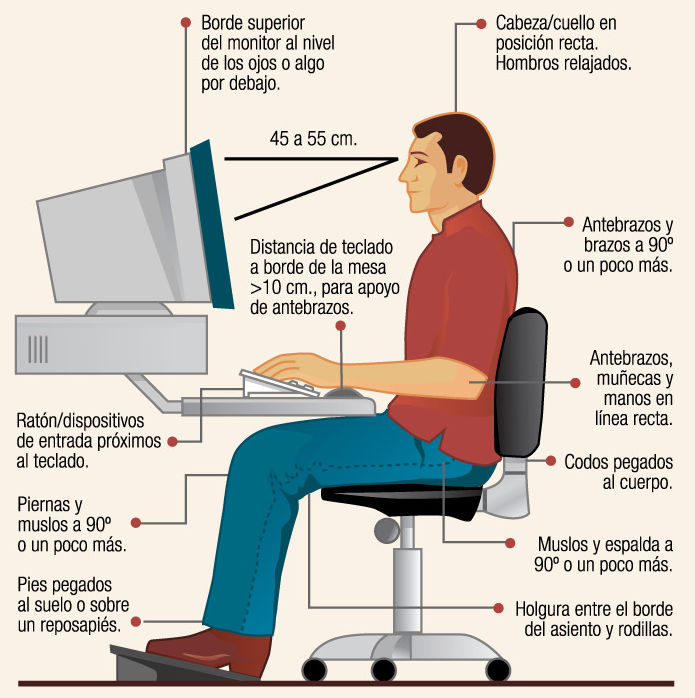 Borde superior
del monitor al nivel
de los ojos o algo
por debajo.
Cabeza/cuello en
posición recta.
Hombros relajados.
45 a 55 cm.
Distancia de teclado
a borde de la mesa
>10 cm., para apoyo
de antebrazos.
Antebrazos y
brazos a 90º
o un poco más.
Antebrazos,
muñecas y
manos en
línea recta.
Ratón/dispositivos
de entrada próximos
al teclado.
Codos pegados
al cuerpo.
Piernas y
muslos a 90º
o un poco más.
Muslos y espalda a
90º o un poco más.
Pies pegados
al suelo o sobre
un reposapiés.
Holgura entre el borde
del asiento y rodillas.